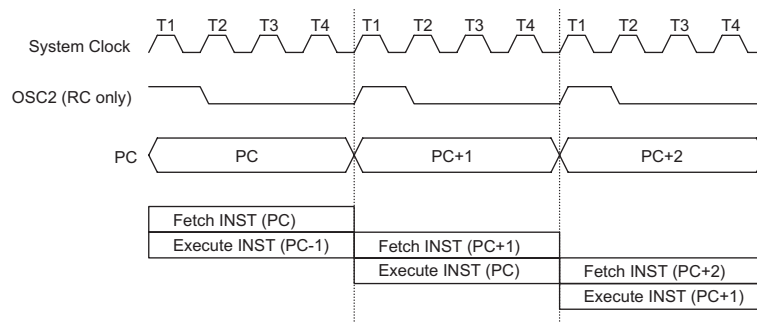 T1 T2 T3 T4 T1 T2 T3 T4 T1 T2 T3 T4
System Clock
OSC2 (RC only)
PC PC PC+1 PC+2
Fetch INST (PC)
Execute INST (PC-1) Fetch INST (PC+1)
Execute INST (PC) Fetch INST (PC+2)
Execute INST (PC+1)